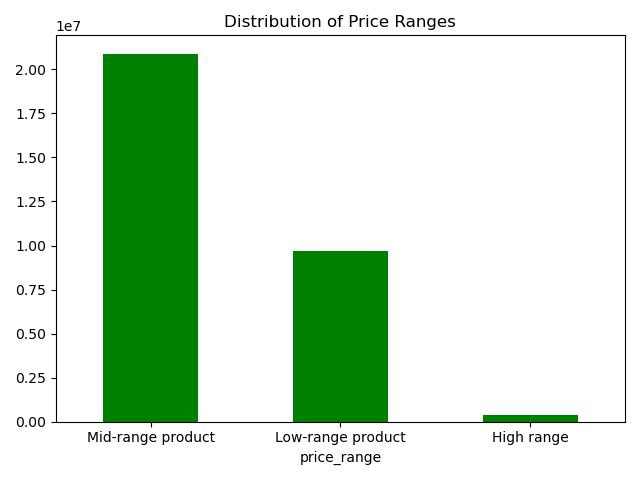 Distribution of Price Ranges
1e7
2.00
1.75
1.50
1.25
1.00
0.75
0.50
0.25
0.00
Mid-range product Low-range product High range
price_range